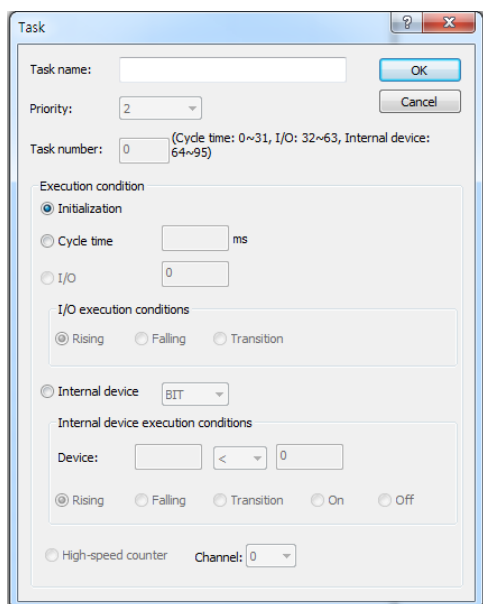 Task
Task name:
OK
Priority: 2
Cancel
Task number: 0 (Cycle time: 0~31, I/O: 32~63, Internal device:
64~95)
Execution condition
Initialization
Cycle time ms
I/O 0
I/O execution conditions
Rising Falling Transition
Internal device BIT
Internal device execution conditions
Device: < 0
Rising Falling Transition On Off
High-speed counter Channel: 0